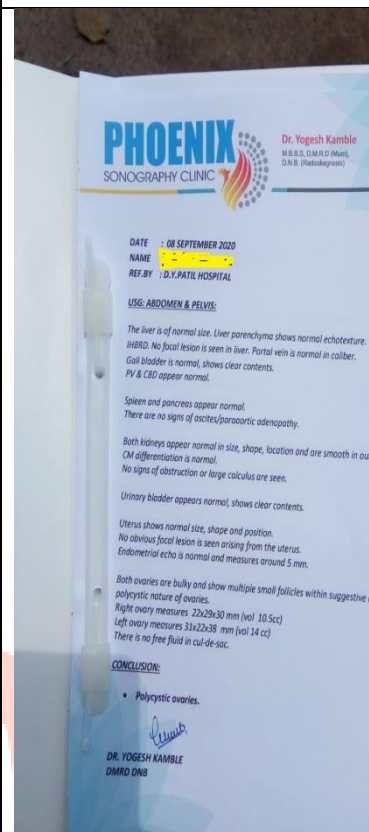 PHOENIX
SONOGRAPHY CLINIC
Dr. Yogesh Kamble
M.B.B.S, D.M.R.D (Mum),
D.N.B. (Radiodiagnosis)
DATE : 08 SEPTEMBER 2020
NAME
REF.BY : D.Y.PATIL HOSPITAL
USG: ABDOMEN & PELVIS:
The liver is of normal size. Liver parenchyma shows normal echotexture.
IHBRD. No focal lesion is seen in liver. Portal vein is normal in caliber.
Gall bladder is normal, shows clear contents.
PV & CBD appear normal.
Spleen and pancreas appear normal.
There are no signs of ascites/paraaortic adenopathy.
Both kidneys appear normal in size, shape, location and are smooth in ou
CM differentiation is normal.
No signs of obstruction or large calculus are seen.
Urinary bladder appears normal, shows clear contents.
Uterus shows normal size, shape and position.
No obvious focal lesion is seen arising from the uterus.
Endometrial echo is normal and measures around 5 mm.
Both ovaries are bulky and show multiple small follicles within suggestive
polycystic nature of ovaries.
Right ovary measures 22x29x30 mm (vol 10.5cc)
Left ovary measures 31x22x38 mm (vol 14 cc)
There is no free fluid in cul-de-sac.
CONCLUSION:
• Polycystic ovaries.
DR. YOGESH KAMBLE
DMRD DNB